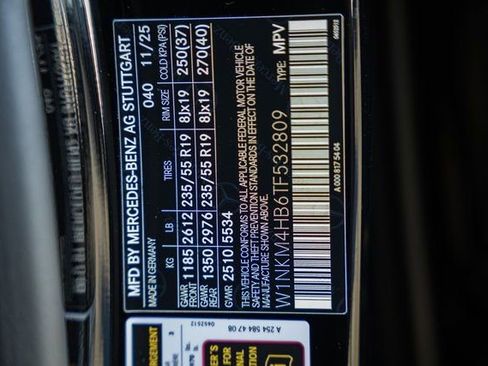 MFD BY MERCEDES-BENZ AG STUTTGART
MADE IN GERMANY
040
11/25
KG
LB
TIRES
RIM SIZE
COLD KPA(PSI)
GAWR FRONT
1185
2612
235/55 R19
8JX19
250(37)
GAWR REAR
1350
2976
235/55 R19
8JX19
270(40)
GVWR
2510
5534
THIS VEHICLE CONFORMS TO ALL APPLICABLE FEDERAL MOTOR VEHICLE
SAFETY AND THEFT PREVENTION STANDARDS IN EFFECT ON THE DATE OF
MANUFACTURE SHOWN ABOVE.
W1NKM4HB6TF532809
TYPE: MPV
A 000 817 54 04
A 254 584 47 08
0452512